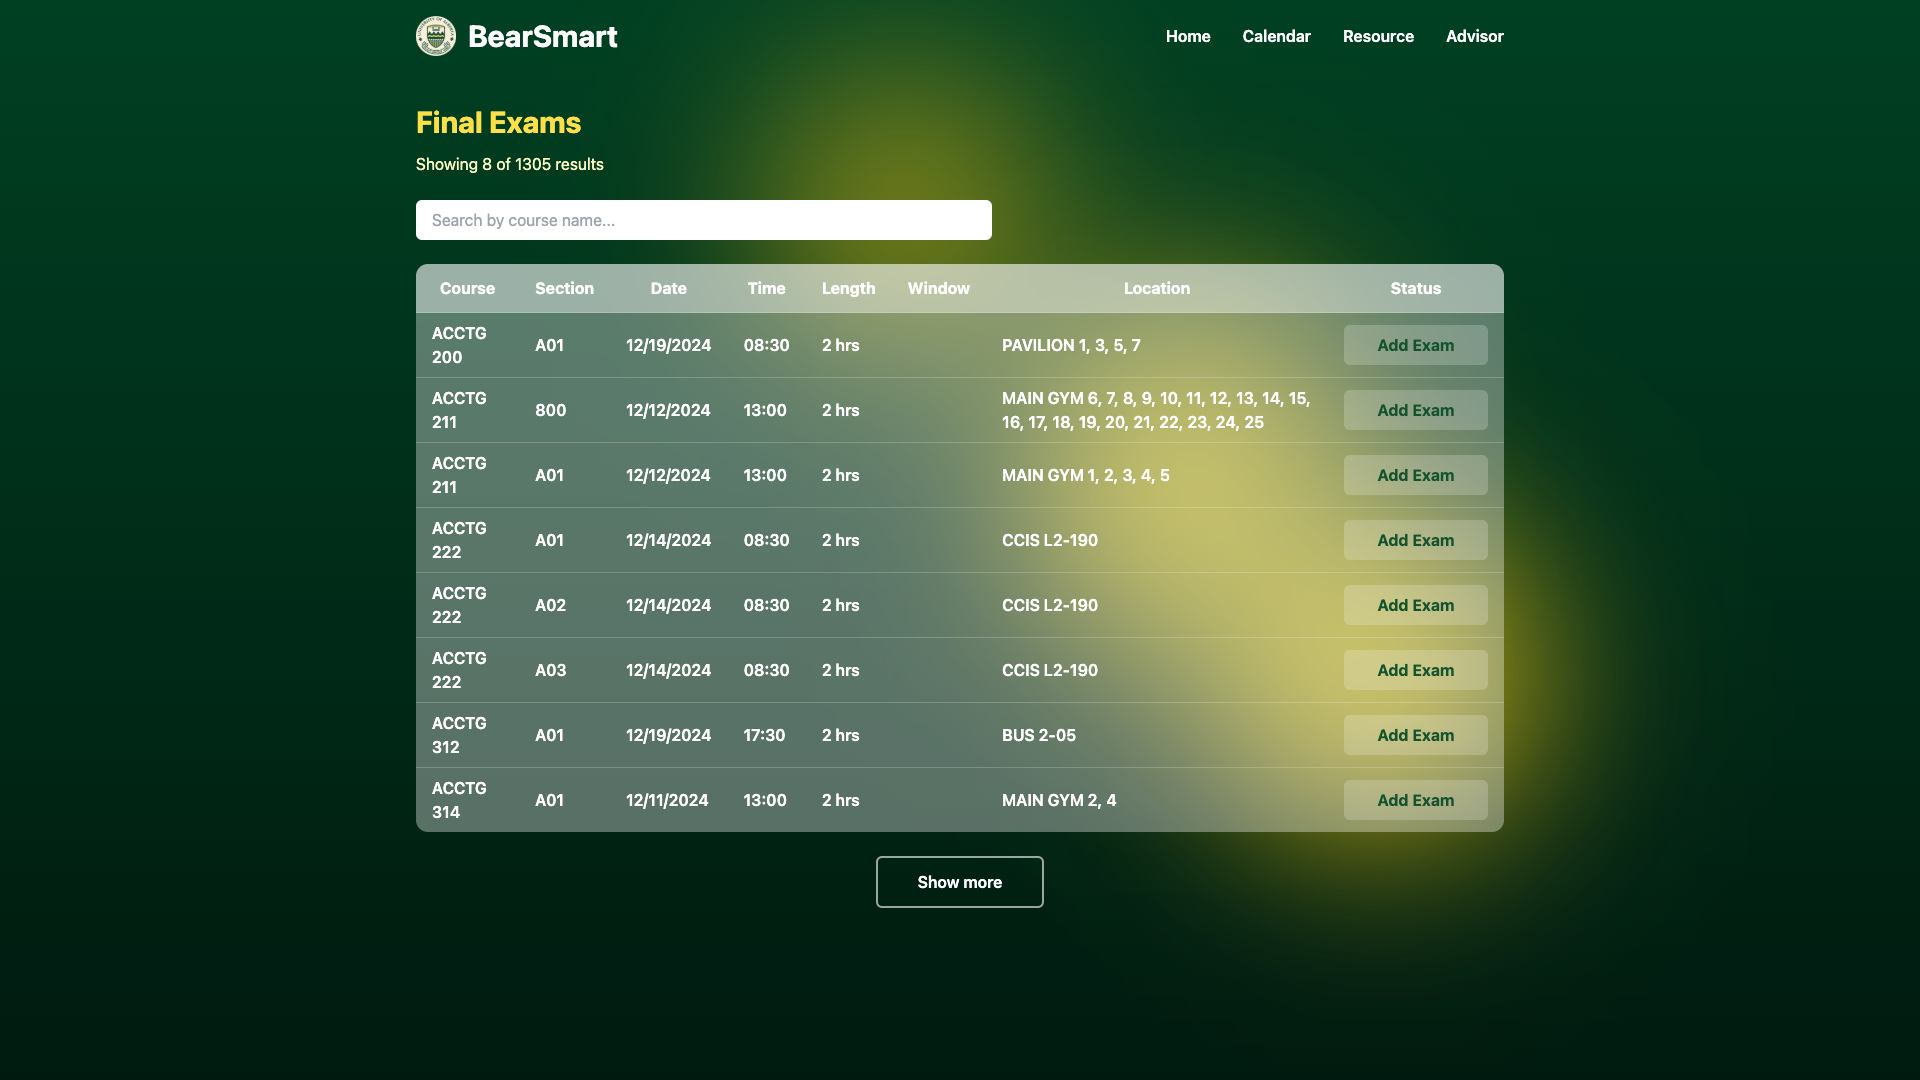 BearSmart
Home Calendar Resource Advisor
Final Exams
Showing 8 of 1305 results
Search by course name...
Course Section Date Time Length Window Location Status
ACCTG 200 A01 12/19/2024 08:30 2 hrs PAVILION 1, 3, 5, 7 Add Exam
ACCTG 211 800 12/12/2024 13:00 2 hrs MAIN GYM 6, 7, 8, 9, 10, 11, 12, 13, 14, 15, 16, 17, 18, 19, 20, 21, 22, 23, 24, 25 Add Exam
ACCTG 211 A01 12/12/2024 13:00 2 hrs MAIN GYM 1, 2, 3, 4, 5 Add Exam
ACCTG 222 A01 12/14/2024 08:30 2 hrs CCIS L2-190 Add Exam
ACCTG 222 A02 12/14/2024 08:30 2 hrs CCIS L2-190 Add Exam
ACCTG 222 A03 12/14/2024 08:30 2 hrs CCIS L2-190 Add Exam
ACCTG 312 A01 12/19/2024 17:30 2 hrs BUS 2-05 Add Exam
ACCTG 314 A01 12/11/2024 13:00 2 hrs MAIN GYM 2, 4 Add Exam
Show more